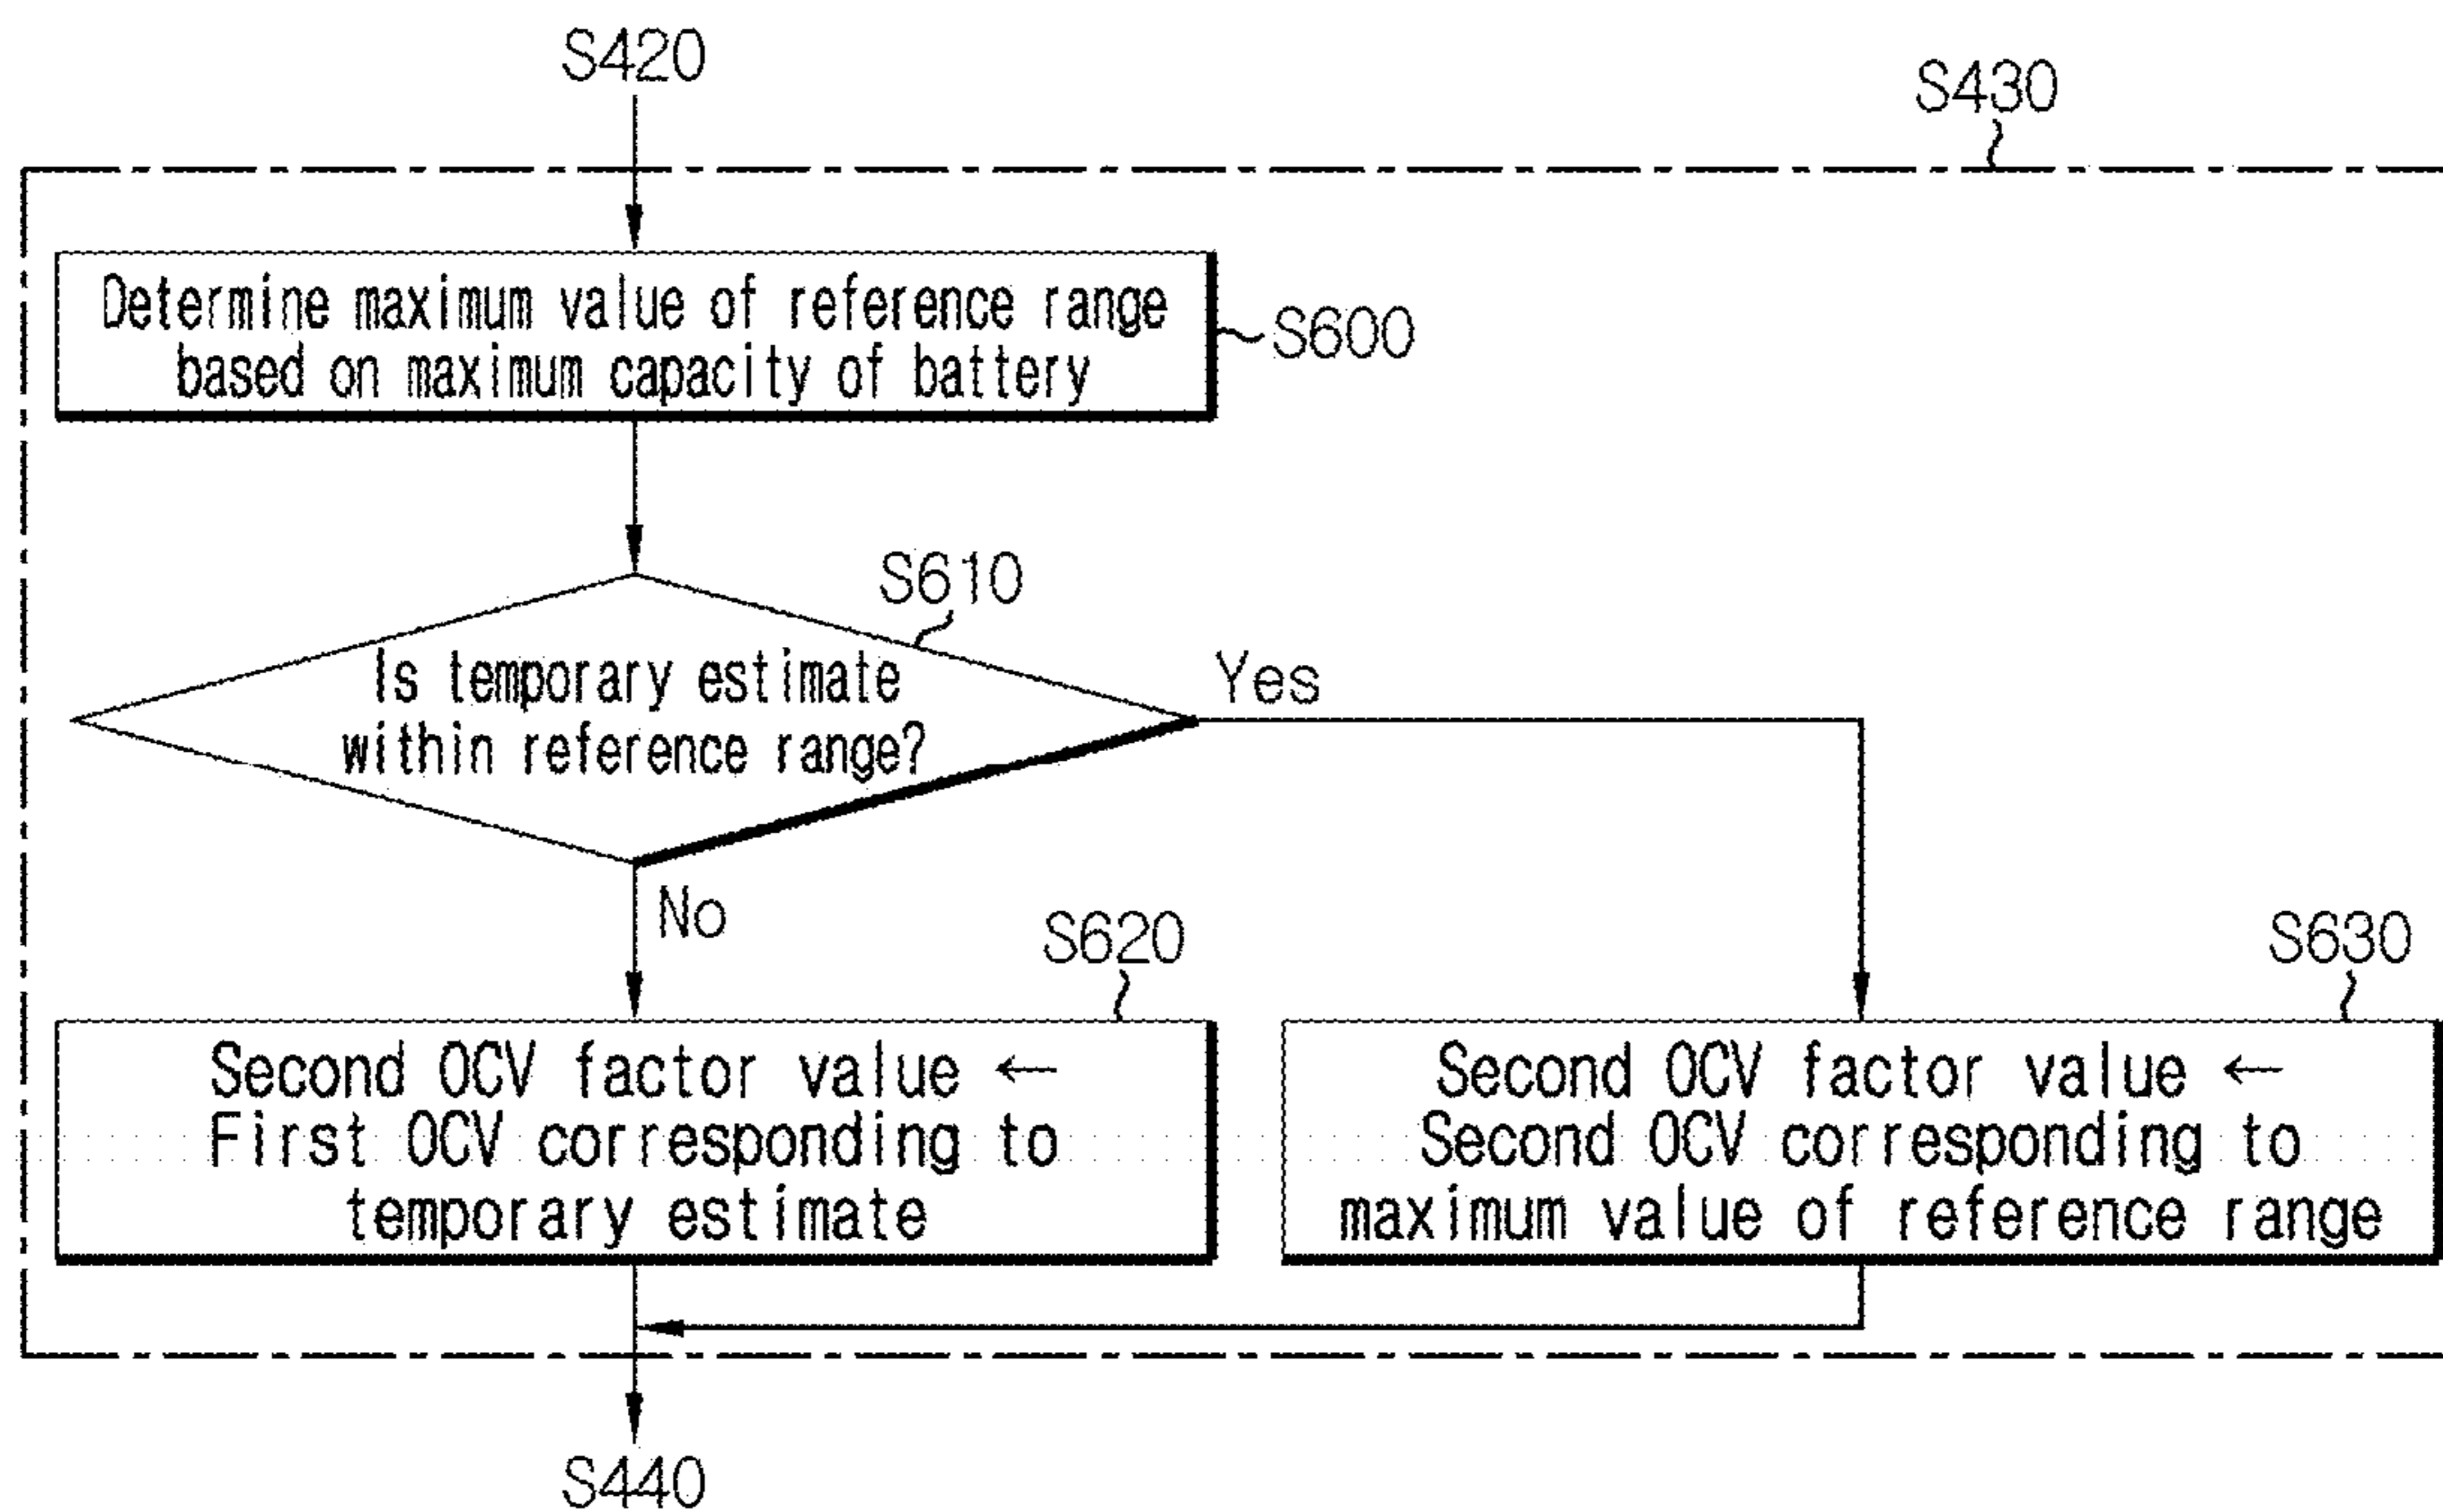 S420
S430
Determine maximum value of reference range
based on maximum capacity of battery
S600
S610
Is temporary estimate
within reference range?
Yes
No
S620
S630
Second OCV factor value ←
First OCV corresponding to
temporary estimate
Second OCV factor value ←
Second OCV corresponding to
maximum value of reference range
S440